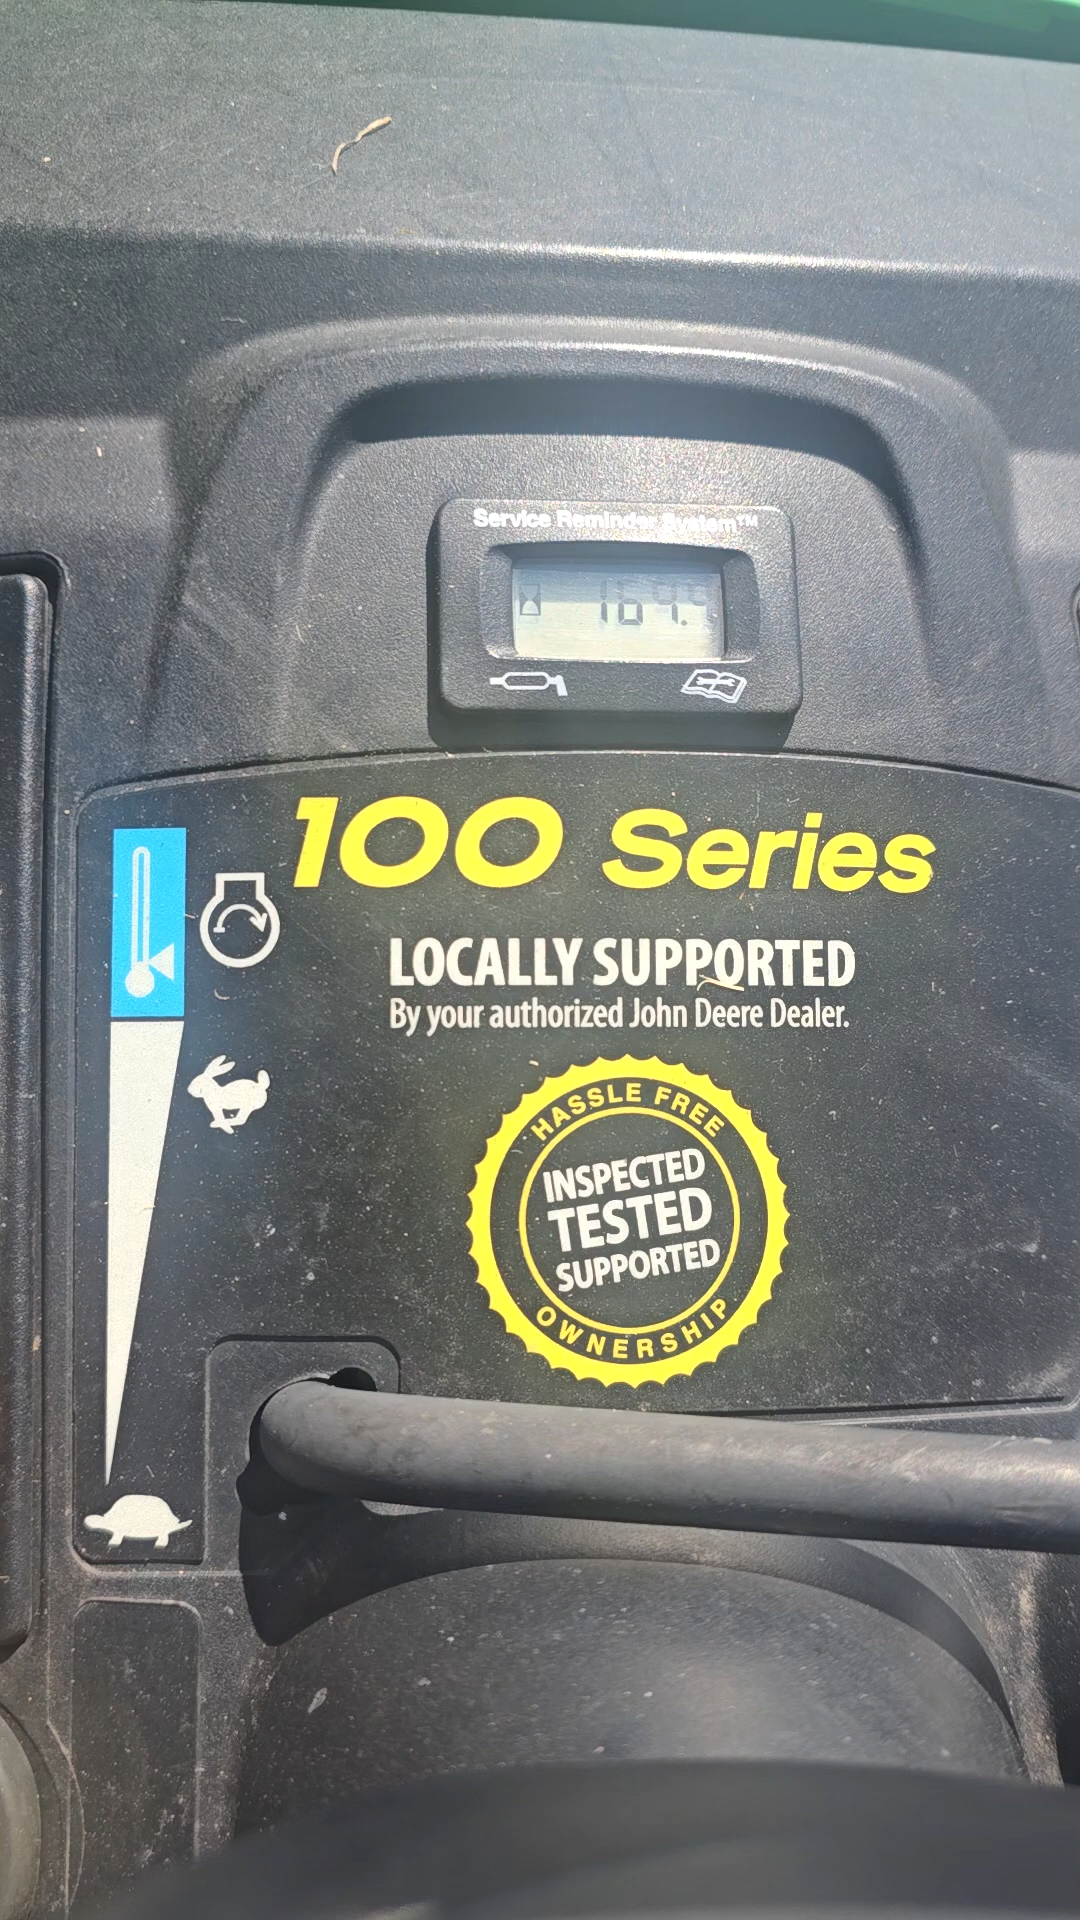 Service Reminder System™
100 Series
LOCALLY SUPPORTED
By your authorized John Deere Dealer.
HASSLE FREE
INSPECTED
TESTED
SUPPORTED
OWNERSHIP